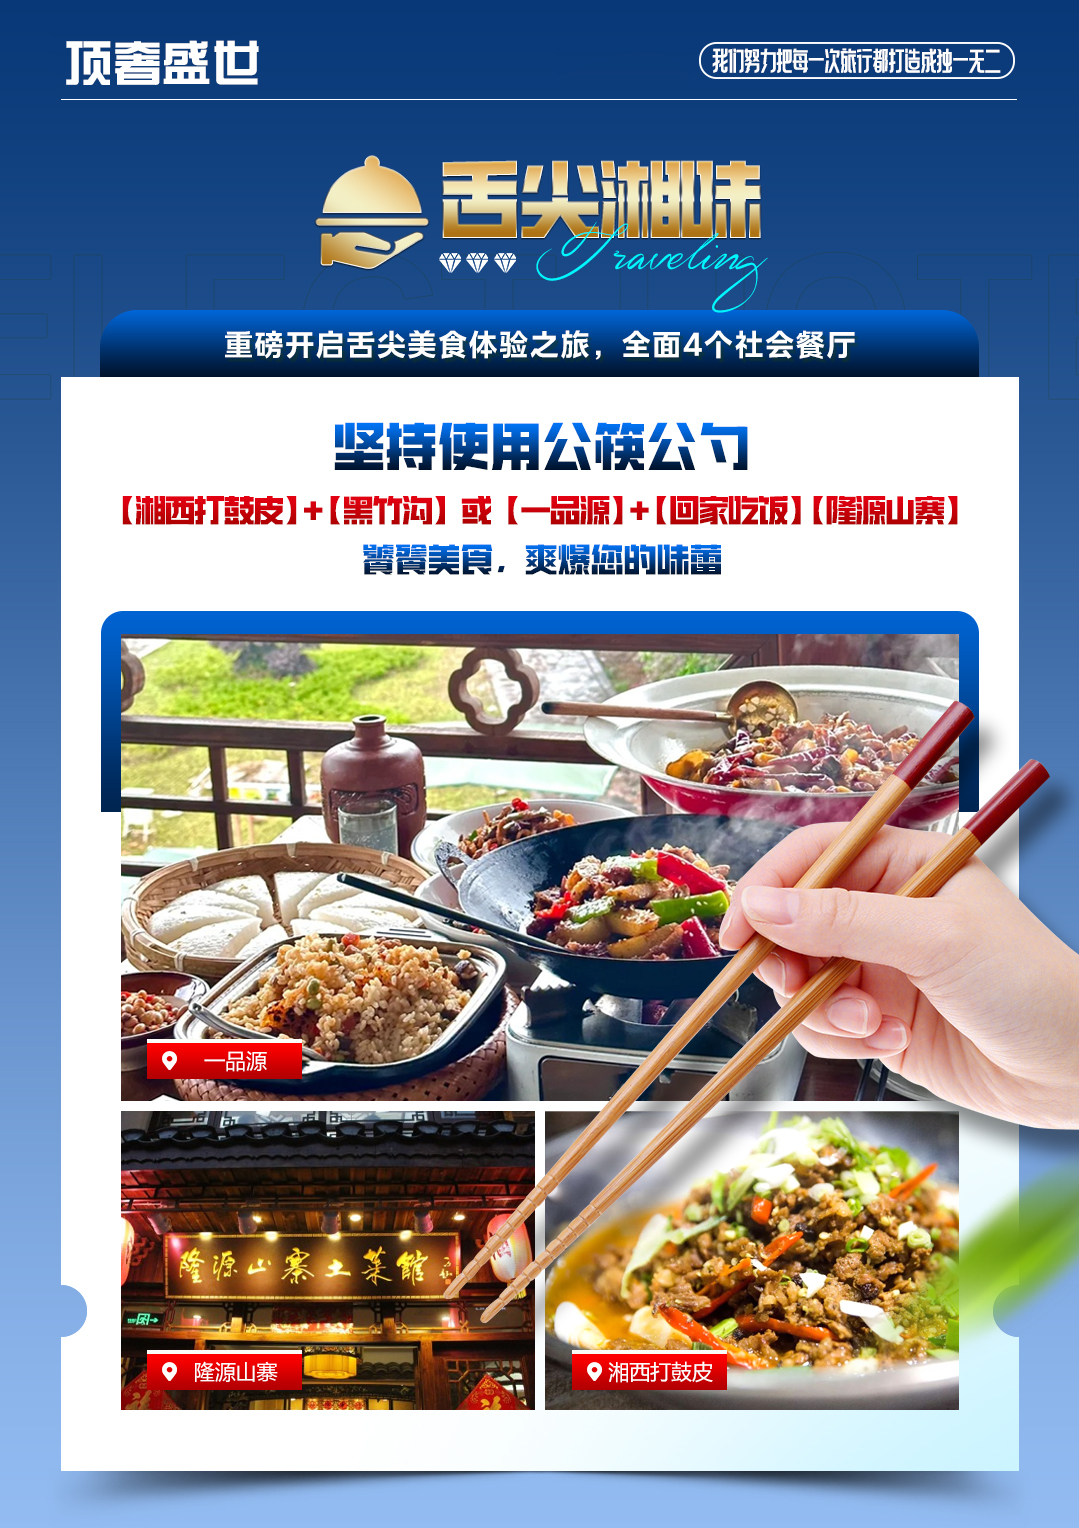 顶奢盛世
我们努力把每一次旅行都打造成独一无二
舌尖湘味
Traveling
重磅开启舌尖美食体验之旅，全面4个社会餐厅
坚持使用公筷公勺
【湘西打鼓皮】+【黑竹沟】或【一品源】+【回家吃饭】【隆源山寨】
饕餮美食，爽爆您的味蕾
一品源
隆源山寨土菜館
隆源山寨
湘西打鼓皮